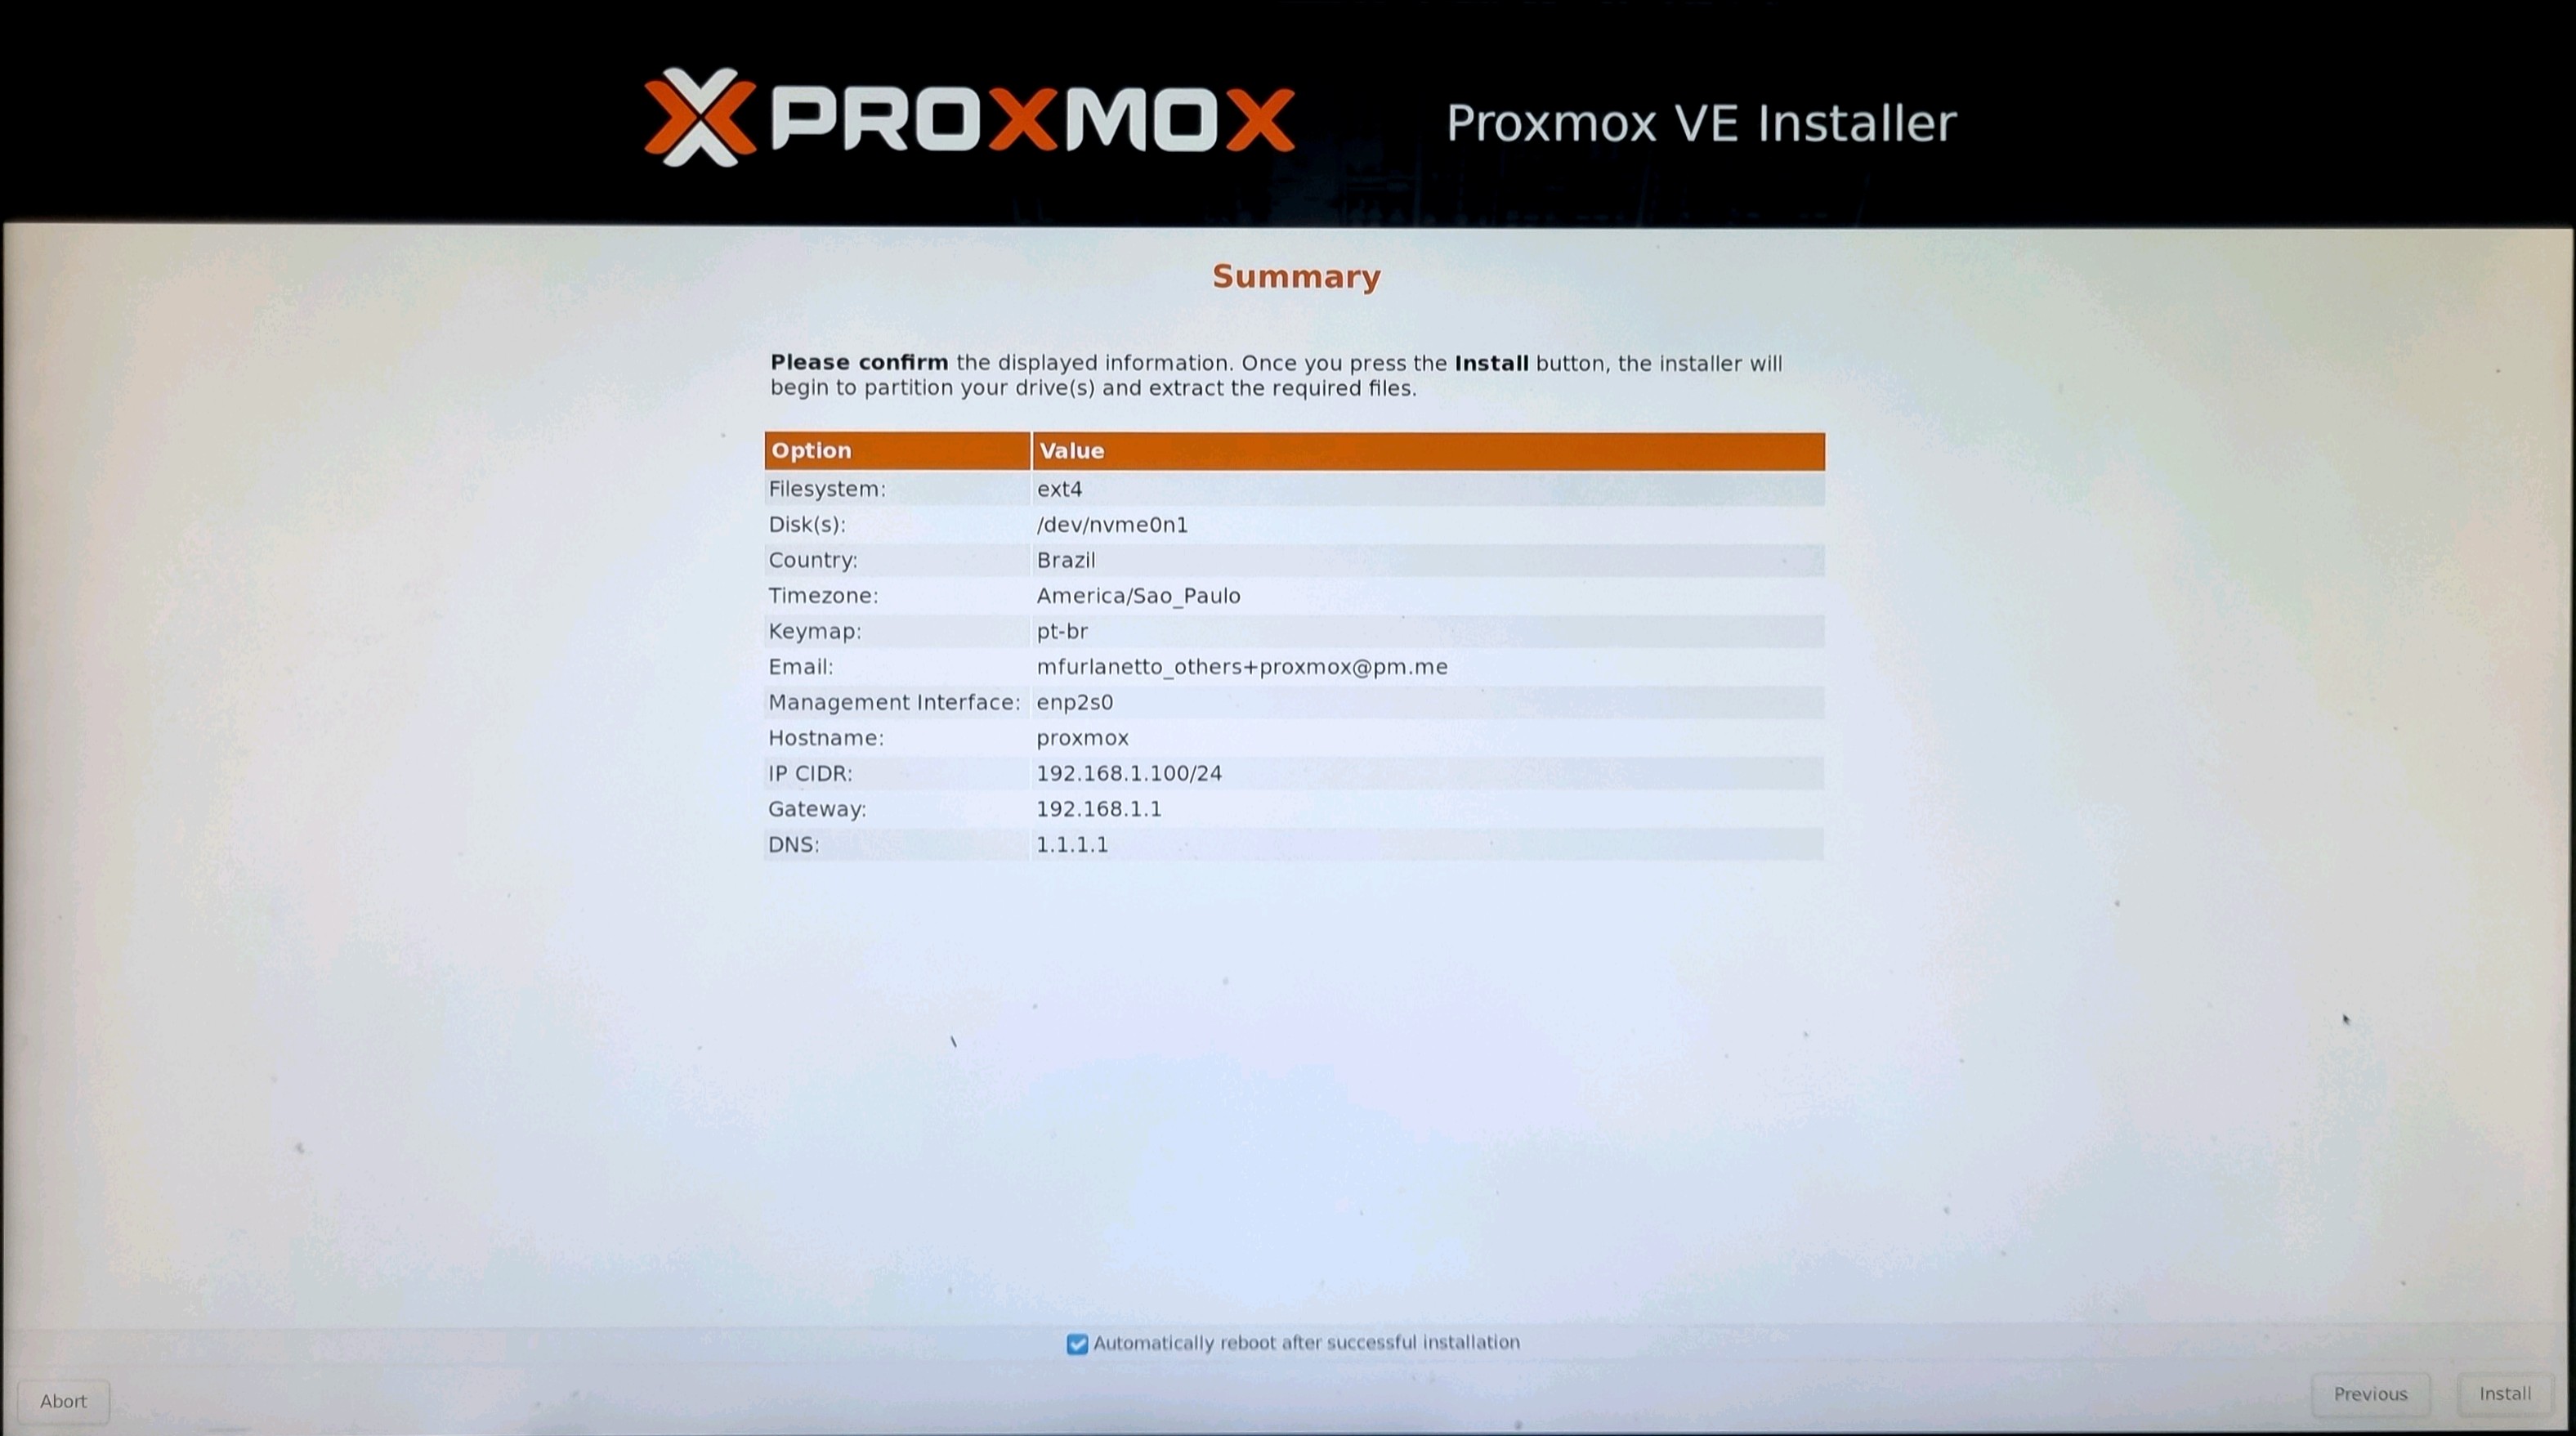 PROXMOX Proxmox VE Installer
Summary
Please confirm the displayed information. Once you press the Install button, the installer will
begin to partition your drive(s) and extract the required files.
Option Value
Filesystem: ext4
Disk(s): /dev/nvme0n1
Country: Brazil
Timezone: America/Sao_Paulo
Keymap: pt-br
Email: mfurlanetto_others+proxmox@pm.me
Management Interface: enp2s0
Hostname: proxmox
IP CIDR: 192.168.1.100/24
Gateway: 192.168.1.1
DNS: 1.1.1.1
Automatically reboot after successful installation
Abort Previous Install